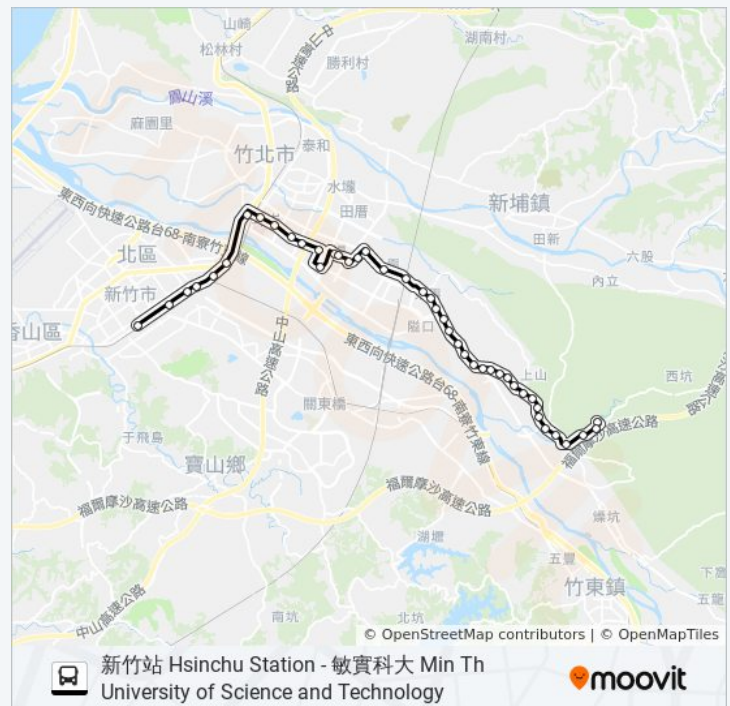 山崎
湖南村
松林村
中山高速公路
勝利村
鳳山溪
麻園里
泰和
竹北市
水壠
新埔鎮
田厝
東西向快速公路台68-南寮竹
線
北區
田新
六股
內立
新竹市
香山區
隘口
中山高速公路
東西向快速公路台68-南寮竹東線
上山
西坑
關東橋
于飛島
福爾摩沙高速公路
寶山鄉
福爾摩沙高速公路
福爾摩沙高速公路
燥坑
湖壢
五豐
下窩
竹東鎮
五龍
南坑
北坑
中山高速公路
© OpenStreetMap contributors | © OpenMapTiles
新竹站 Hsinchu Station - 敏實科大 Min Th
University of Science and Technology
moovit